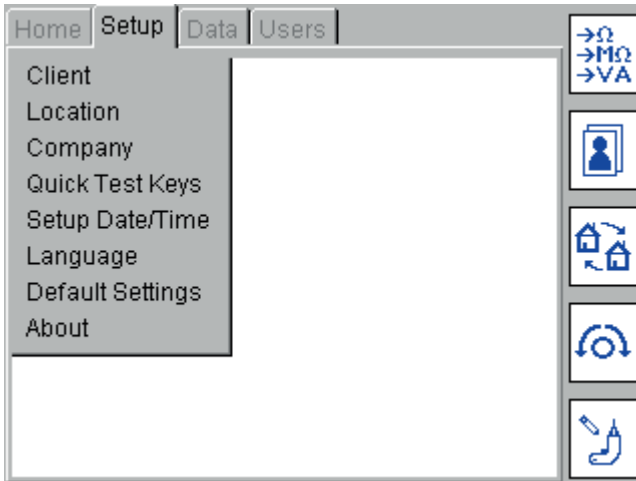 Home Setup Data Users
Client
Location
Company
Quick Test Keys
Setup Date/Time
Language
Default Settings
About
→Ω
→MΩ
→VA